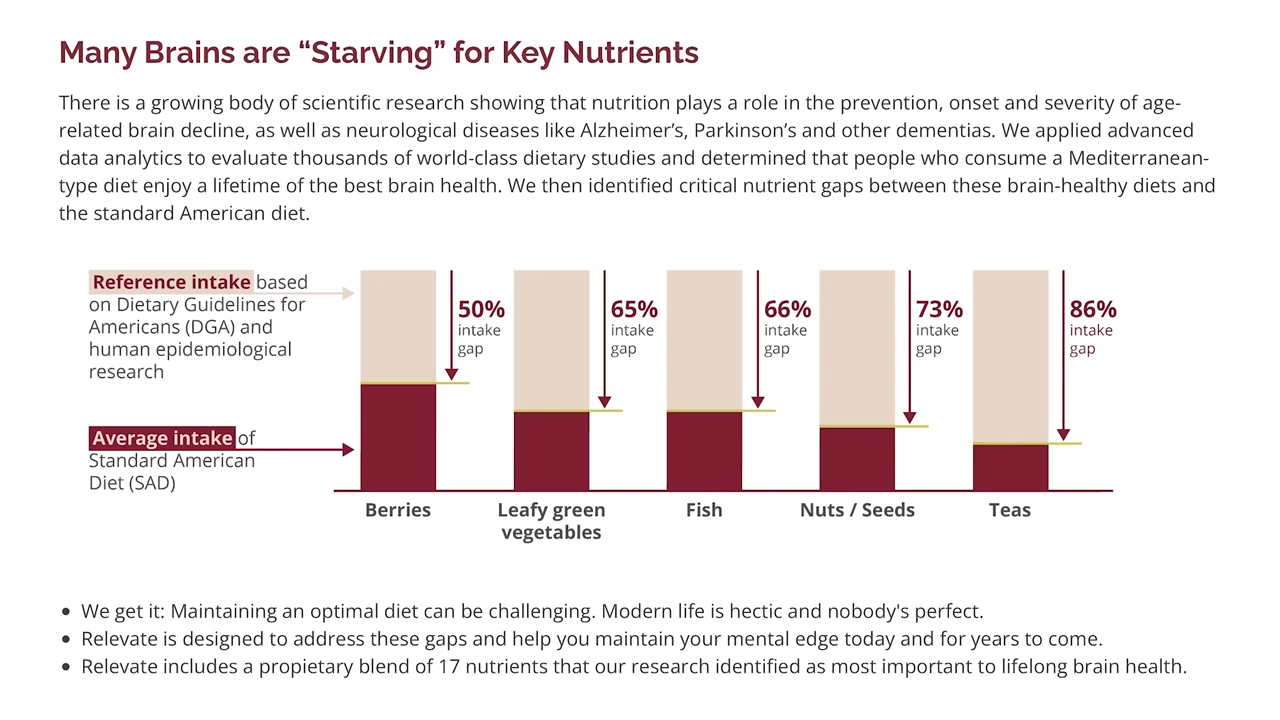 Many Brains are “Starving” for Key Nutrients
There is a growing body of scientific research showing that nutrition plays a role in the prevention, onset and severity of age-
related brain decline, as well as neurological diseases like Alzheimer’s, Parkinson’s and other dementias. We applied advanced
data analytics to evaluate thousands of world-class dietary studies and determined that people who consume a Mediterranean-
type diet enjoy a lifetime of the best brain health. We then identified critical nutrient gaps between these brain-healthy diets and
the standard American diet.
Reference intake based
on Dietary Guidelines for
Americans (DGA) and
human epidemiological
research
Average intake of
Standard American
Diet (SAD)
50%
intake
gap
65%
intake
gap
66%
intake
gap
73%
intake
gap
86%
intake
gap
Berries
Leafy green
vegetables
Fish
Nuts / Seeds
Teas
• We get it: Maintaining an optimal diet can be challenging. Modern life is hectic and nobody's perfect.
• Relevate is designed to address these gaps and help you maintain your mental edge today and for years to come.
• Relevate includes a propietary blend of 17 nutrients that our research identified as most important to lifelong brain health.